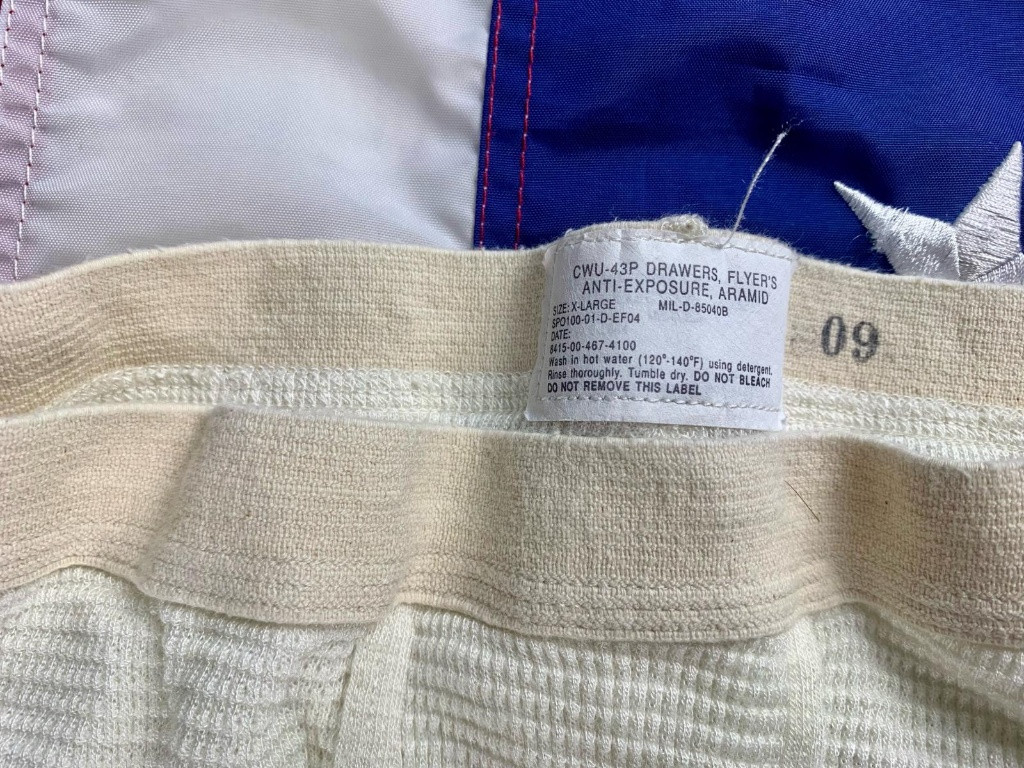 CWU-43P DRAWERS, FLYER'S
ANTI-EXPOSURE, ARAMID
SIZE: X-LARGE MIL-D-85040B
SPO100-01-D-EF04
DATE:
8415-00-467-4100
Wash in hot water (120°-140°F) using detergent.
Rinse thoroughly. Tumble dry. DO NOT BLEACH
DO NOT REMOVE THIS LABEL
09